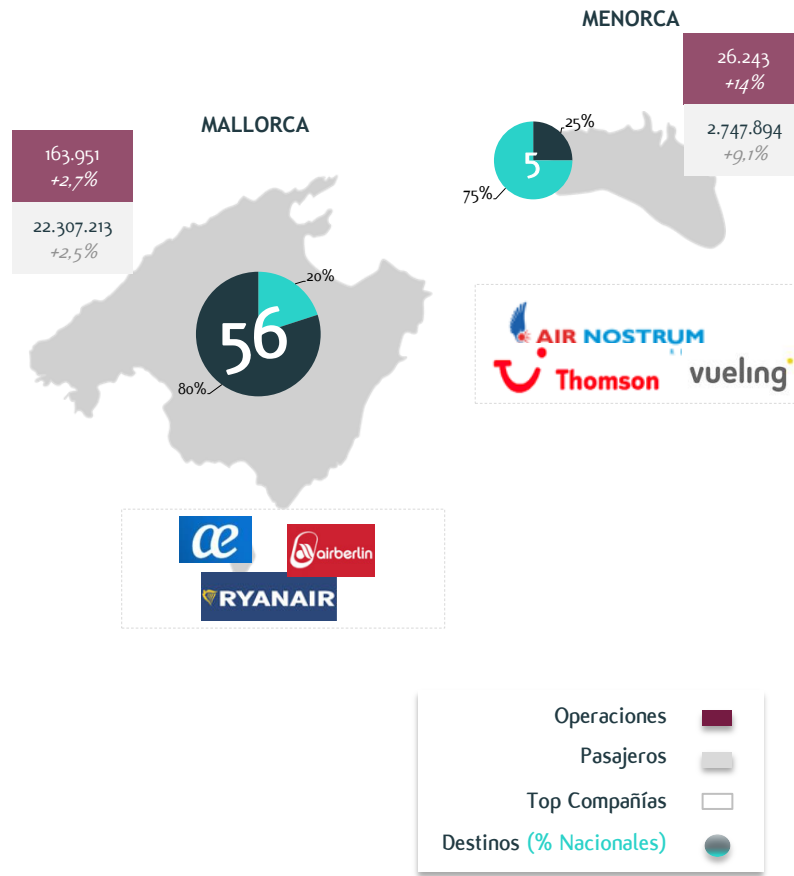 MENORCA
26.243
+14%
2.747.894
+9,1%
25%
5
75%
MALLORCA
163.951
+2,7%
22.307.213
+2,5%
20%
56
80%
AIR NOSTRUM
Thomson
vueling
æ
airberlin
RYANAIR
Operaciones
Pasajeros
Top Compañías
Destinos (% Nacionales)